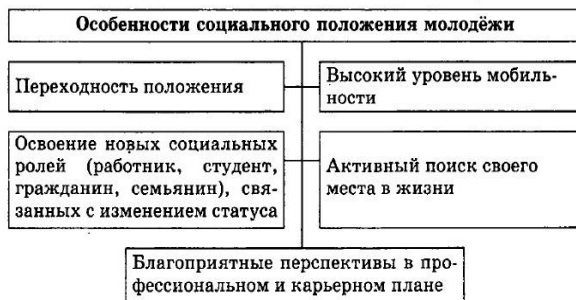 Особенности социального положения молодёжи
Переходность положения
Высокий уровень мобиль-
ности
Освоение новых социальных
ролей (работник, студент,
гражданин, семьянин), свя-
занных с изменением статуса
Активный поиск своего
места в жизни
Благоприятные перспективы в про-
фессиональном и карьерном плане